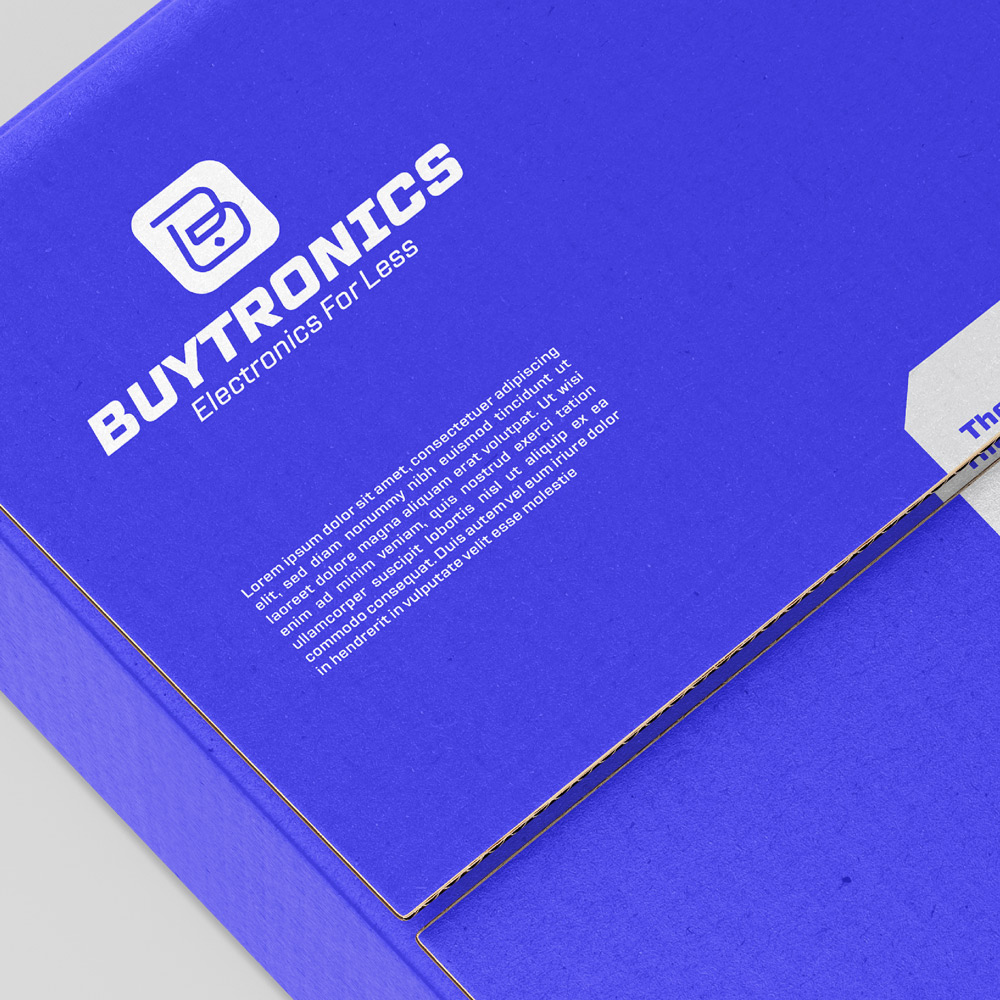 BUYTRONICS
Electronics For Less
Lorem ipsum dolor sit amet, consectetuer adipiscing
elit, sed diam nonummy nibh euismod tincidunt ut
laoreet dolore magna aliquam erat volutpat. Ut wisi
enim ad minim veniam, quis nostrud exerci tation
ullamcorper suscipit lobortis nisl ut aliquip ex ea
commodo consequat. Duis autem vel eum iriure dolor
in hendrerit in vulputate velit esse molestie